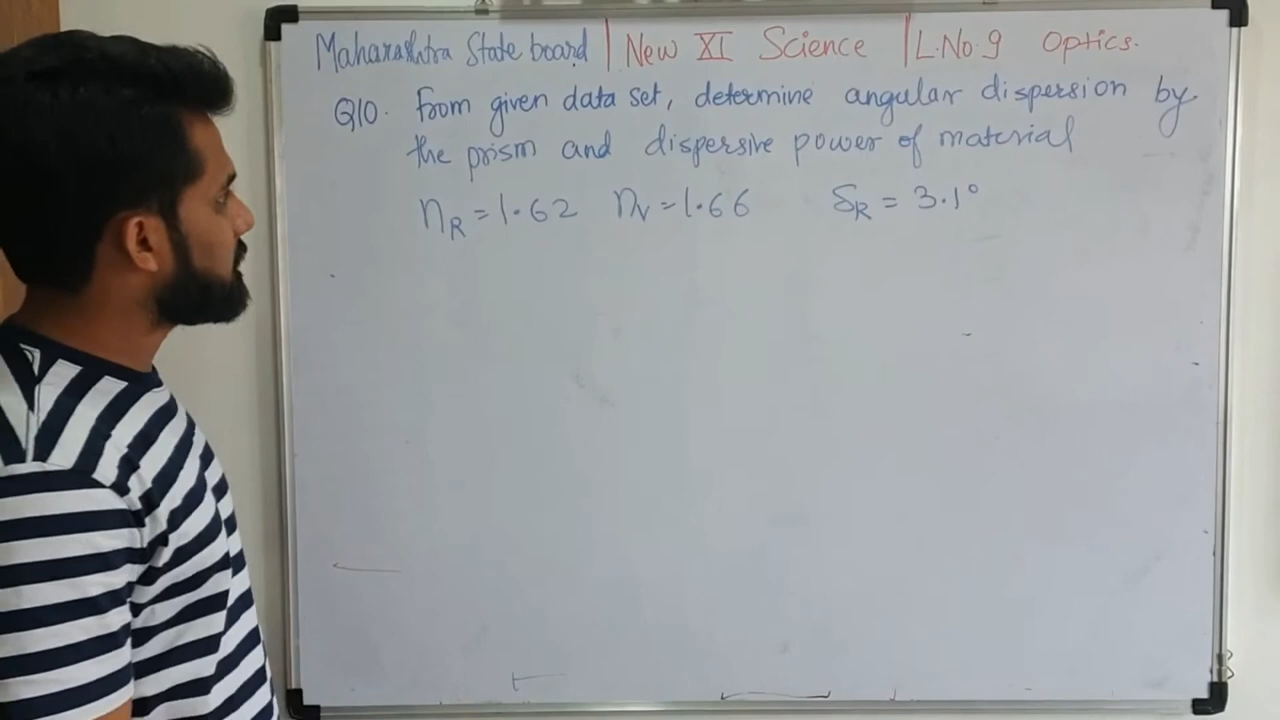 Maharashtra State board | New XI Science | L.No.9 Optics.
Q10. From given data set, determine angular dispersion by
the prism and dispersive power of material
nR = 1.62 nv = 1.66 δR = 3.1°